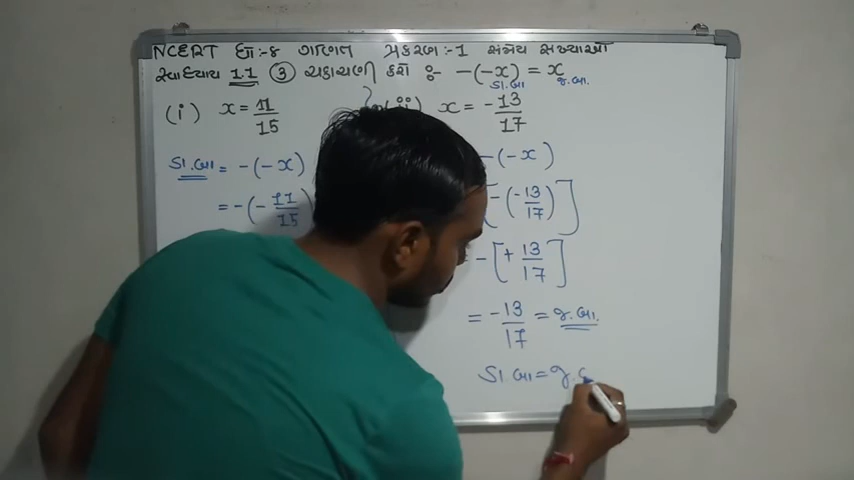 NCERT ધો:-૮ ગણિત પ્રકરણ:-1 સંમેય સંખ્યાઓ
સ્વાધ્યાય 1.1 ③ ચકાસણી કરો :- -(-x) = x
ડા.બા જ.બા.
(i) x = 11/15
(ii) x = -13/17
ડા.બા = -(-x)
= -(-11/15)
-(-x)
[-(-13/17)]
= -[+13/17]
= -13/17 = જ.બા.
ડા.બા = જ.બ